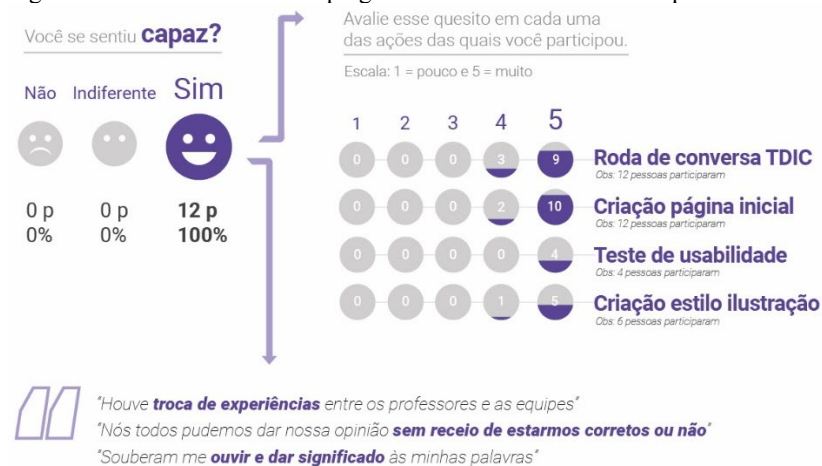 Você se sentiu capaz?
Não Indiferente Sim
0 p 0 p 12 p
0% 0% 100%
Avalie esse quesito em cada uma
das ações das quais você participou.
Escala: 1 = pouco e 5 = muito
1 2 3 4 5
0 0 0 3 9 Roda de conversa TDIC
Obs: 12 pessoas participaram
0 0 0 2 10 Criação página inicial
Obs: 12 pessoas participaram
0 0 0 0 4 Teste de usabilidade
Obs: 4 pessoas participaram
0 0 0 1 5 Criação estilo ilustração
Obs: 6 pessoas participaram
"Houve troca de experiências entre os professores e as equipes"
"Nós todos pudemos dar nossa opinião sem receio de estarmos corretos ou não"
"Souberam me ouvir e dar significado às minhas palavras"